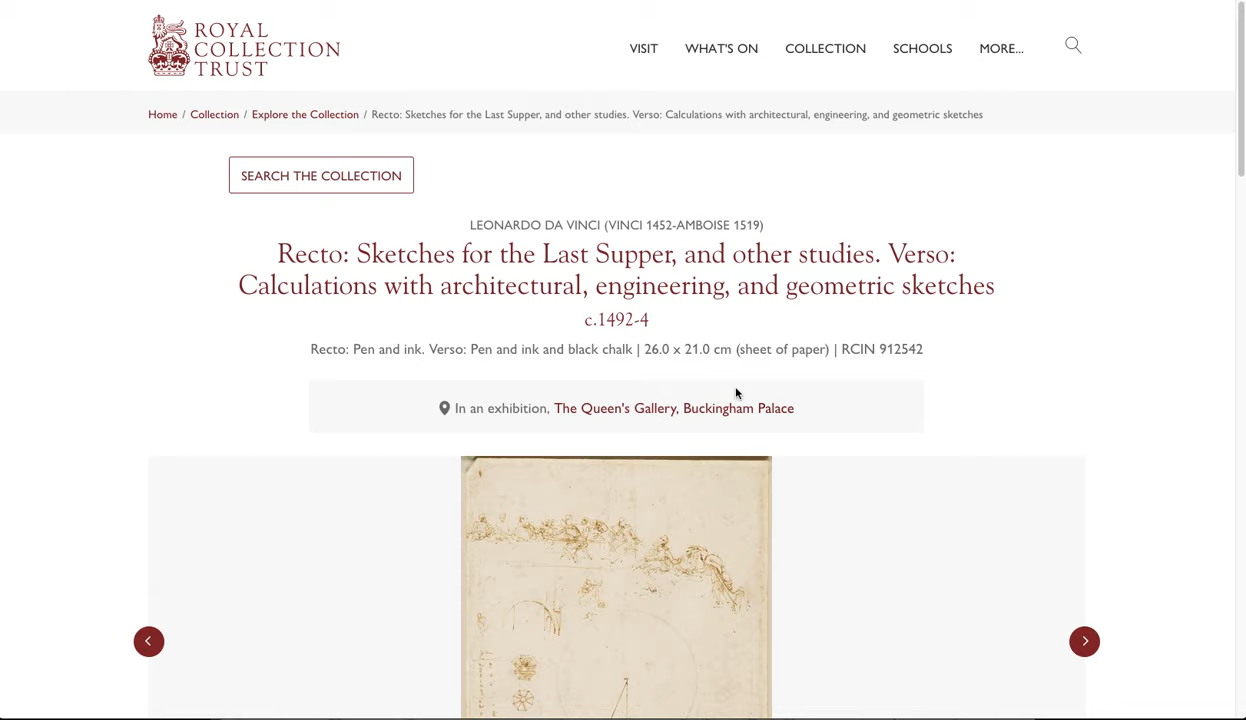 ROYAL
COLLECTION
TRUST
VISIT WHAT'S ON COLLECTION SCHOOLS MORE...
Home / Collection / Explore the Collection / Recto: Sketches for the Last Supper, and other studies. Verso: Calculations with architectural, engineering, and geometric sketches
SEARCH THE COLLECTION
LEONARDO DA VINCI (VINCI 1452-AMBOISE 1519)
Recto: Sketches for the Last Supper, and other studies. Verso:
Calculations with architectural, engineering, and geometric sketches
c.1492-4
Recto: Pen and ink. Verso: Pen and ink and black chalk | 26.0 x 21.0 cm (sheet of paper) | RCIN 912542
In an exhibition, The Queen's Gallery, Buckingham Palace